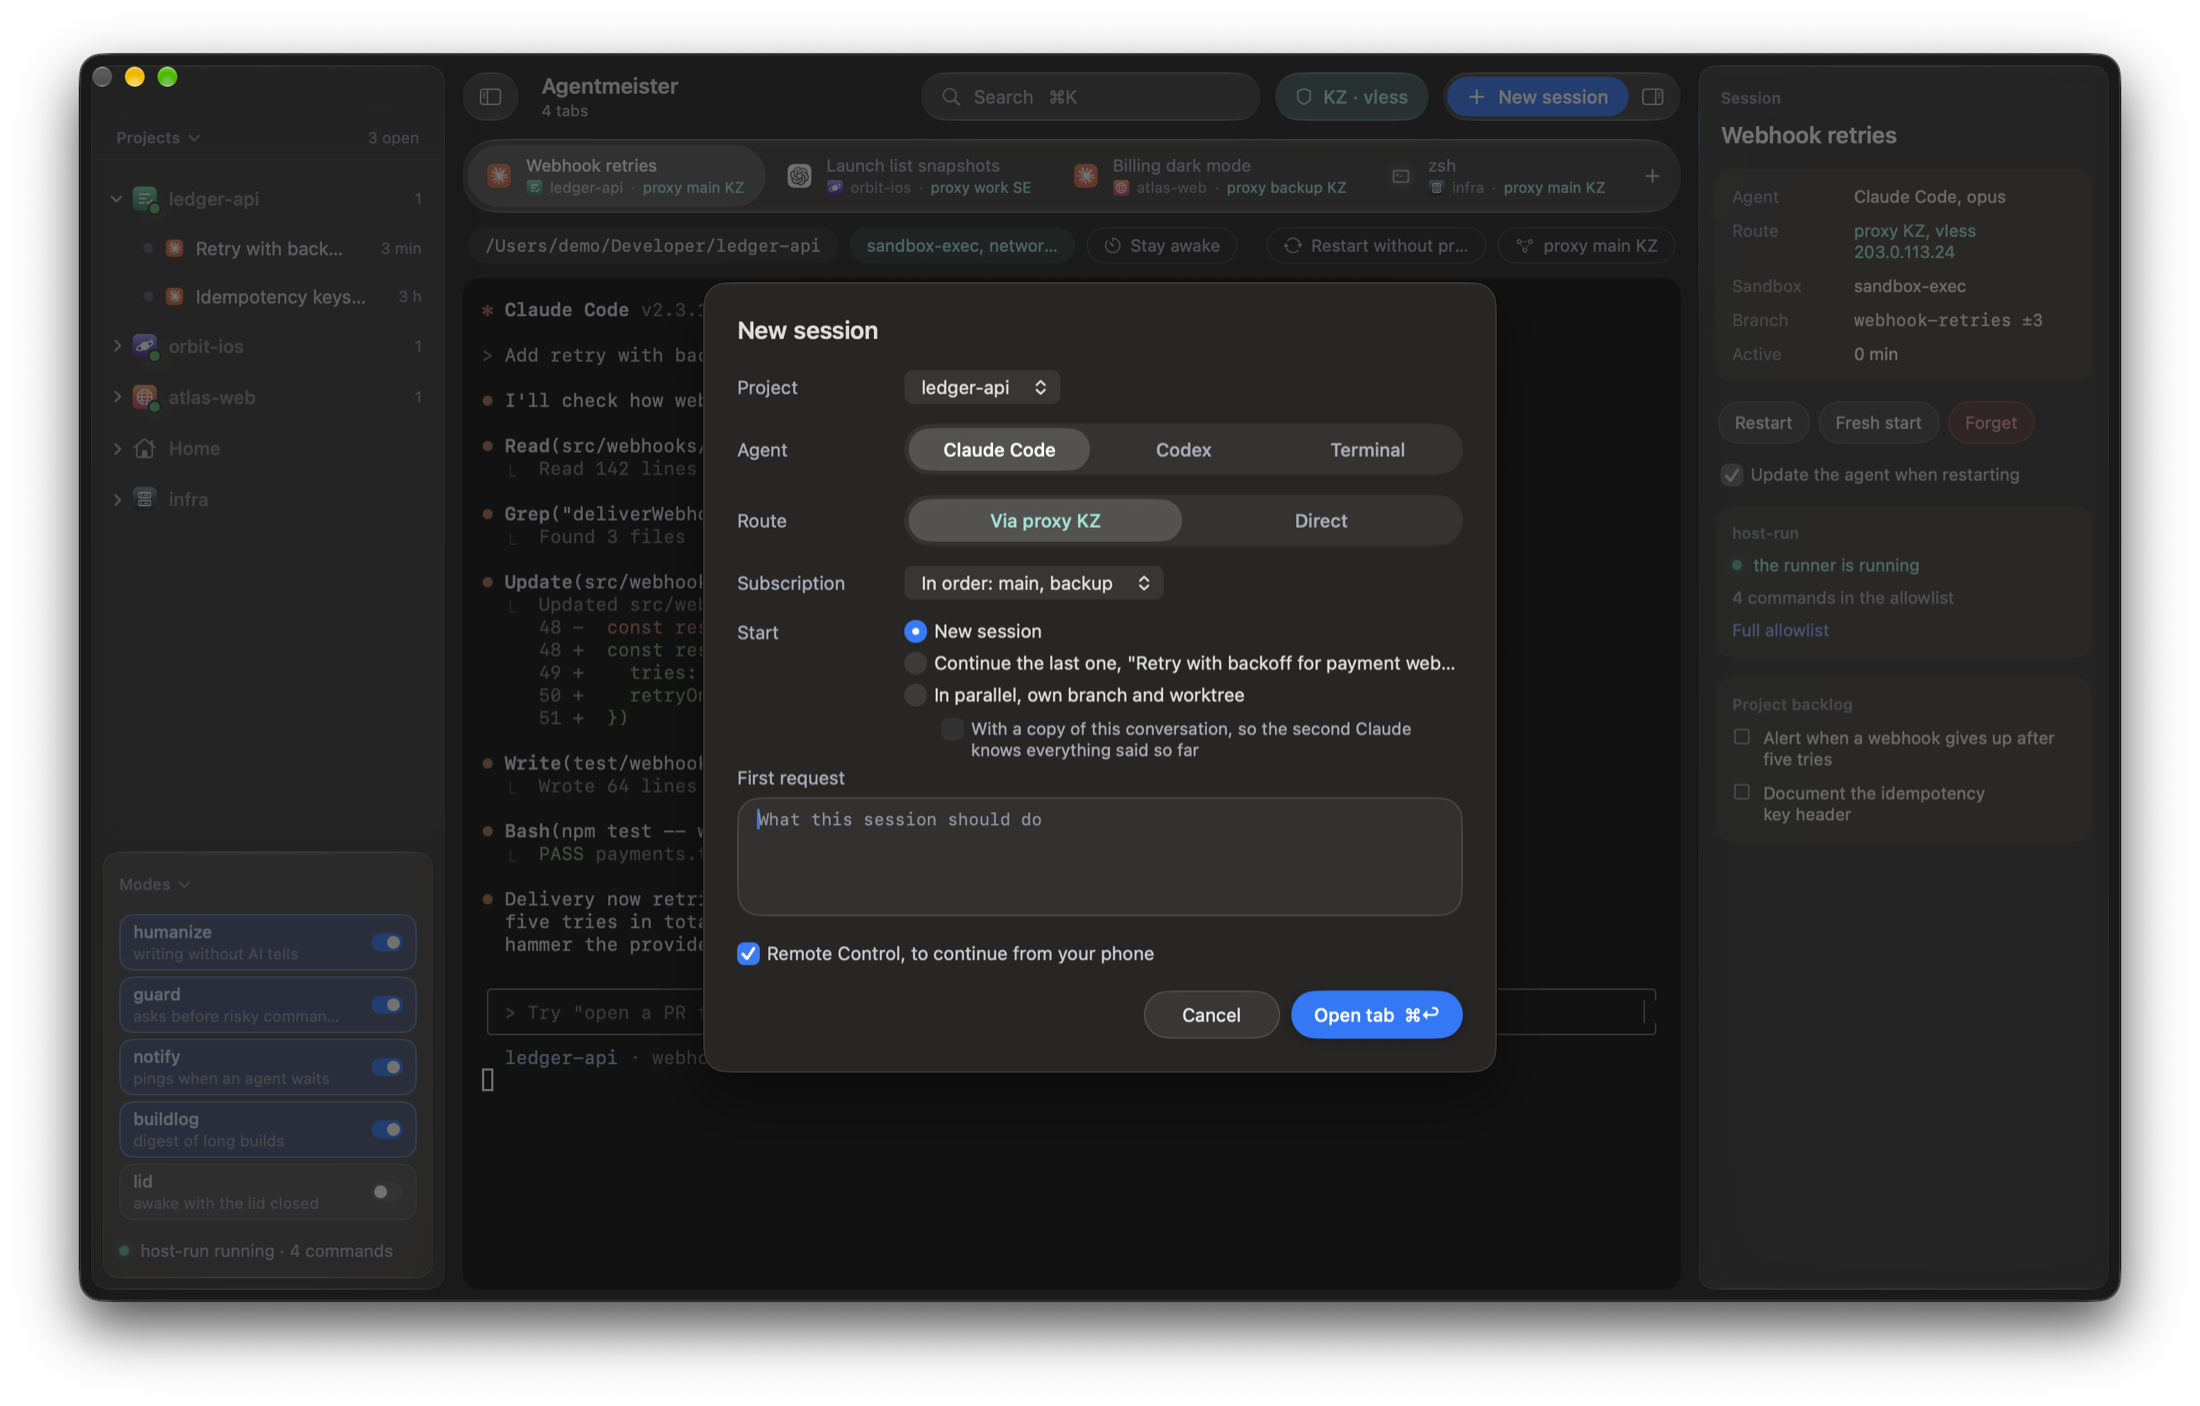 Projects
3 open
ledger-api
1
Retry with back...
3 min
Idempotency keys...
3 h
orbit-ios
1
atlas-web
1
Home
infra
Modes
humanize
writing without AI tells
guard
asks before risky comman...
notify
pings when an agent waits
buildlog
digest of long builds
lid
awake with the lid closed
host-run running · 4 commands
Agentmeister
4 tabs
Search ⌘K
KZ · vless
+ New session
Webhook retries
ledger-api · proxy main KZ
Launch list snapshots
orbit-ios · proxy work SE
Billing dark mode
atlas-web · proxy backup KZ
zsh
infra · proxy main KZ
+
/Users/demo/Developer/ledger-api
sandbox-exec, networ...
Stay awake
Restart without pr...
proxy main KZ
* Claude Code v2.3.
> Add retry with bac
I'll check how web
Read(src/webhooks/
Read 142 lines
Grep("deliverWebho
Found 3 files
Update(src/webhook
Updated src/web
48 - const res
48 + const res
49 + tries:
50 + retryOn
51 + })
Write(test/webhook
Wrote 64 lines
Bash(npm test -- w
PASS payments.t
Delivery now retri
five tries in tota
hammer the provide
> Try "open a PR
ledger-api · webho
New session
Project
ledger-api
Agent
Claude Code
Codex
Terminal
Route
Via proxy KZ
Direct
Subscription
In order: main, backup
Start
New session
Continue the last one, "Retry with backoff for payment web...
In parallel, own branch and worktree
With a copy of this conversation, so the second Claude
knows everything said so far
First request
What this session should do
Remote Control, to continue from your phone
Cancel
Open tab ⌘↩
Session
Webhook retries
Agent
Claude Code, opus
Route
proxy KZ, vless
203.0.113.24
Sandbox
sandbox-exec
Branch
webhook-retries ±3
Active
0 min
Restart
Fresh start
Forget
Update the agent when restarting
host-run
the runner is running
4 commands in the allowlist
Full allowlist
Project backlog
Alert when a webhook gives up after
five tries
Document the idempotency
key header